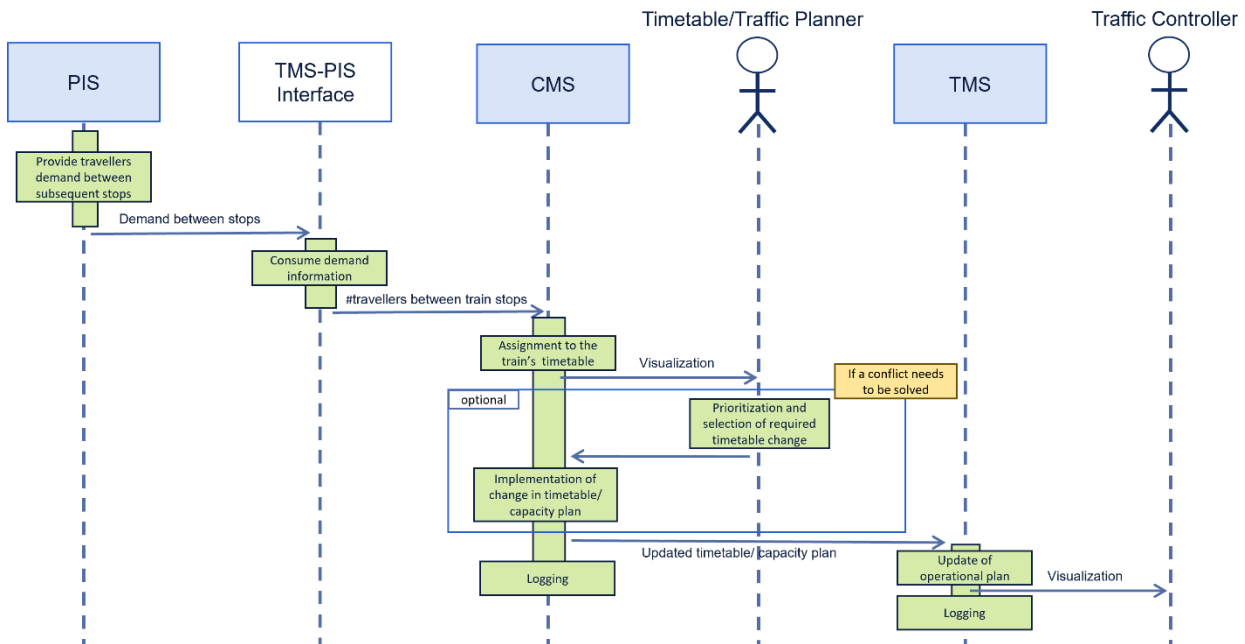 Timetable/Traffic Planner
Traffic Controller
PIS
TMS-PIS
Interface
CMS
TMS
Provide travellers
demand between
subsequent stops
Demand between stops
Consume demand
information
#travellers between train stops
Assignment to the
train's timetable
Visualization
If a conflict needs
to be solved
optional
Prioritization and
selection of required
timetable change
Implementation of
change in timetable/
capacity plan
Updated timetable/ capacity plan
Update of
operational plan
Visualization
Logging
Logging